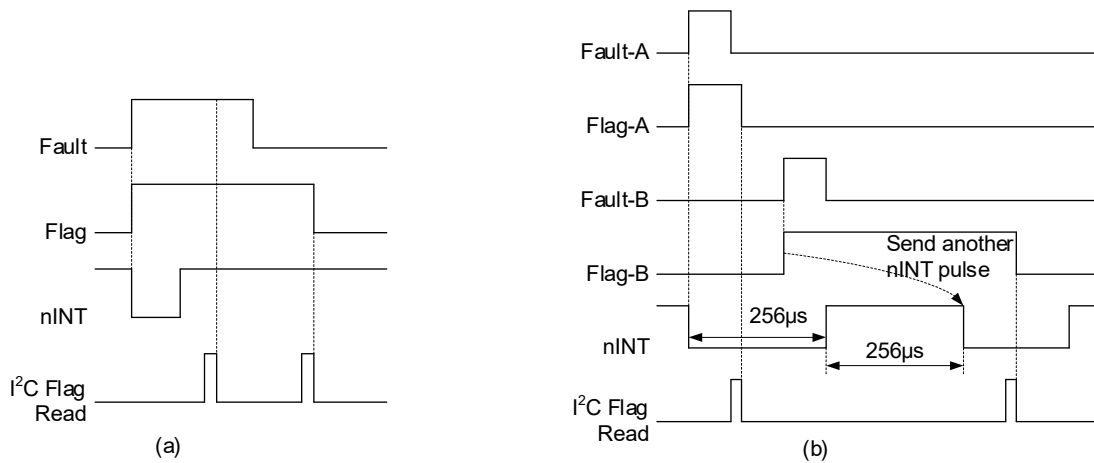 Fault
Flag
nINT
I²C Flag
Read
(a)
Fault-A
Flag-A
Fault-B
Flag-B
Send another
nINT pulse
nINT
256µs
256µs
I²C Flag
Read
(b)